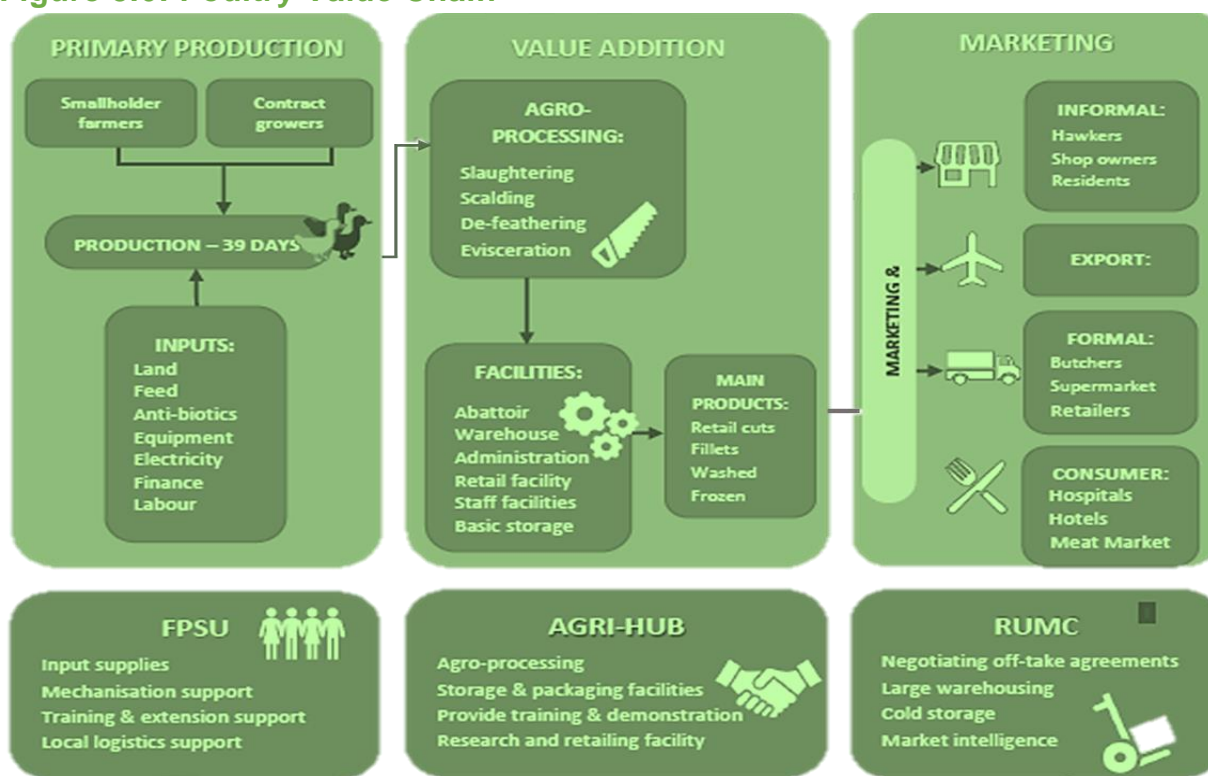 PRIMARY PRODUCTION
Smallholder
farmers
Contract
growers
PRODUCTION – 39 DAYS
INPUTS:
Land
Feed
Anti-biotics
Equipment
Electricity
Finance
Labour
VALUE ADDITION
AGRO-
PROCESSING:
Slaughtering
Scalding
De-feathering
Evisceration
FACILITIES:
Abattoir
Warehouse
Administration
Retail facility
Staff facilities
Basic storage
MAIN
PRODUCTS:
Retail cuts
Fillets
Washed
Frozen
MARKETING
MARKETING &
INFORMAL:
Hawkers
Shop owners
Residents
EXPORT:
FORMAL:
Butchers
Supermarket
Retailers
CONSUMER:
Hospitals
Hotels
Meat Market
FPSU
Input supplies
Mechanisation support
Training & extension support
Local logistics support
AGRI-HUB
Agro-processing
Storage & packaging facilities
Provide training & demonstration
Research and retailing facility
RUMC
Negotiating off-take agreements
Large warehousing
Cold storage
Market intelligence